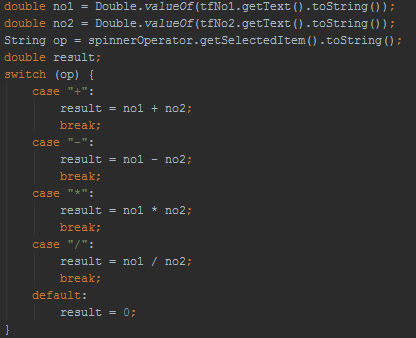 double no1 = Double.valueOf(tfNo1.getText().toString());
double no2 = Double.valueOf(tfNo2.getText().toString());
String op = spinnerOperator.getSelectedItem().toString();
double result;
switch (op) {
    case "+":
        result = no1 + no2;
        break;
    case "-":
        result = no1 - no2;
        break;
    case "*":
        result = no1 * no2;
        break;
    case "/":
        result = no1 / no2;
        break;
    default:
        result = 0;
}